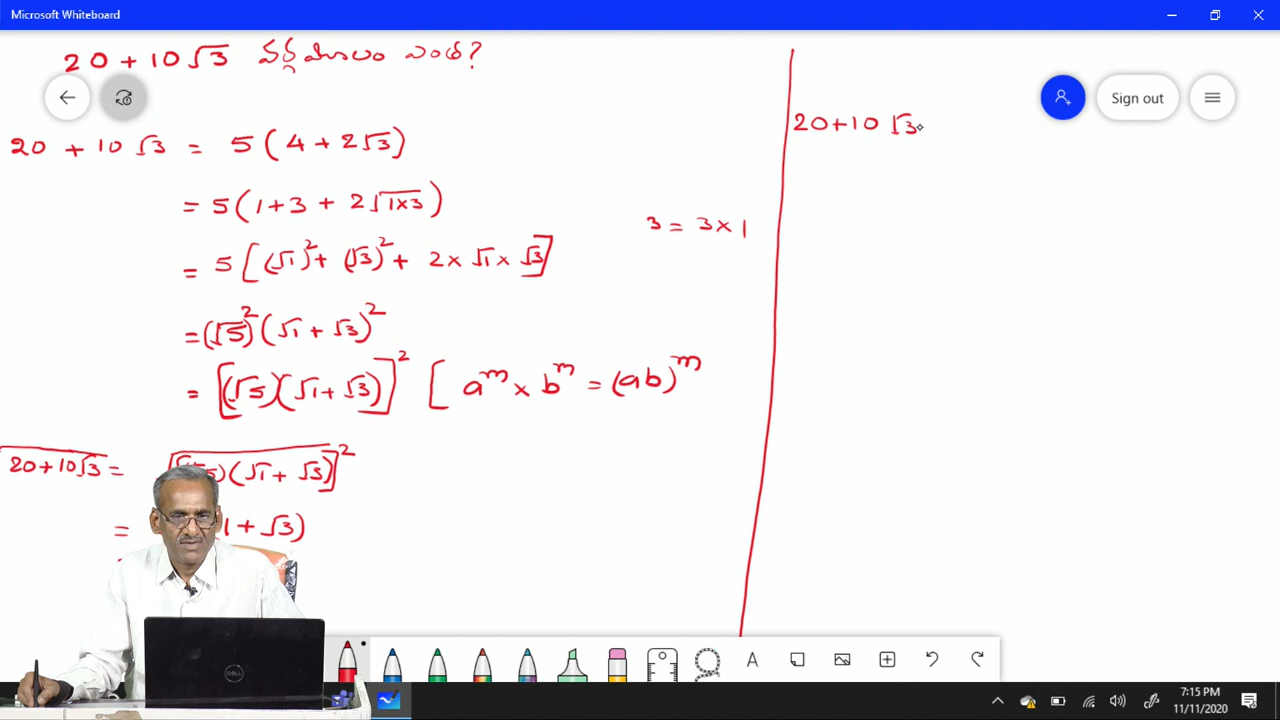 Microsoft Whiteboard
20 + 10√3 వర్గమూలం ఎంత?
Sign out
20 + 10√3 = 5(4 + 2√3)
= 5(1+3 + 2√1×3)
= 5[(√1)²+ (√3)²+ 2×√1×√3]
= (√5)²(√1 + √3)²
= [(√5)(√1+√3)]² [a^m × b^m = (ab)^m
√20+10√3 = √[(√5)(√1+√3)]²
= 1+√3)
3 = 3×1
20+10√3
A
7:15 PM
11/11/2020
DELL